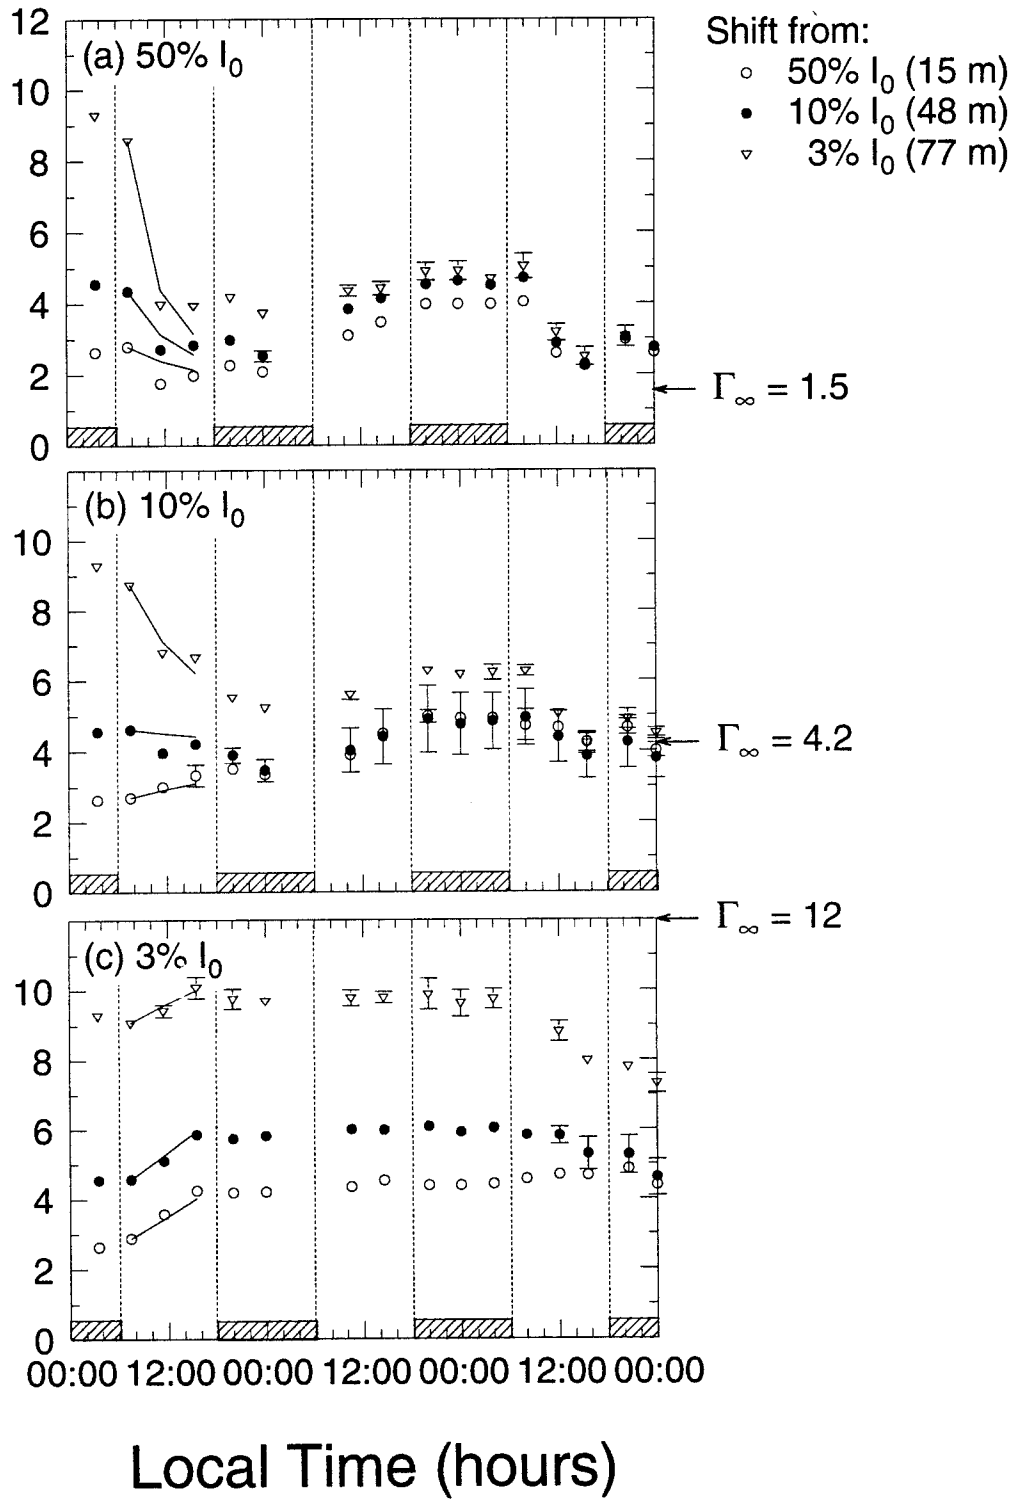 Shift from:
50% I0 (15 m)
10% I0 (48 m)
3% I0 (77 m)
12
(a) 50% I0
10
8
6
4
2
Γ∞ = 1.5
0
(b) 10% I0
10
8
6
4
Γ∞ = 4.2
2
0
Γ∞ = 12
(c) 3% I0
10
8
6
4
2
0
00:00 12:00 00:00 12:00 00:00 12:00 00:00
Local Time (hours)